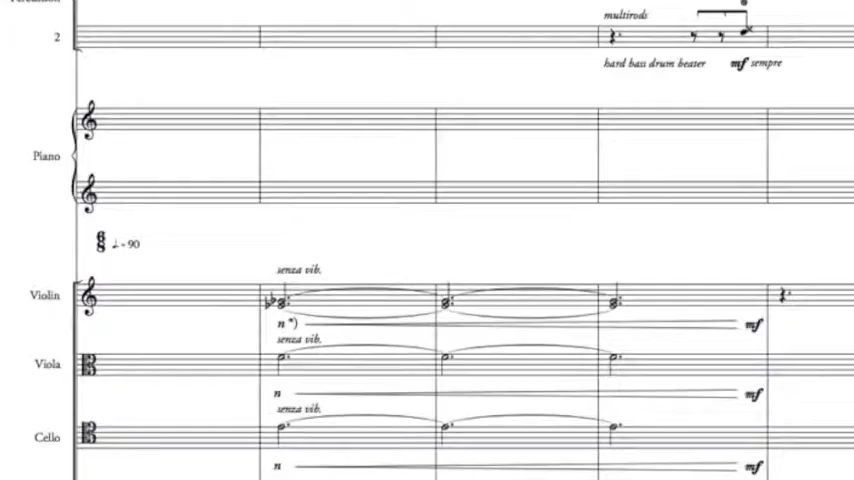 Percussion
multirods
2
hard bass drum beater mf sempre
Piano
6
8 ♩. = 90
senza vib.
Violin
n *) mf
senza vib.
Viola
n mf
senza vib.
Cello
n mf